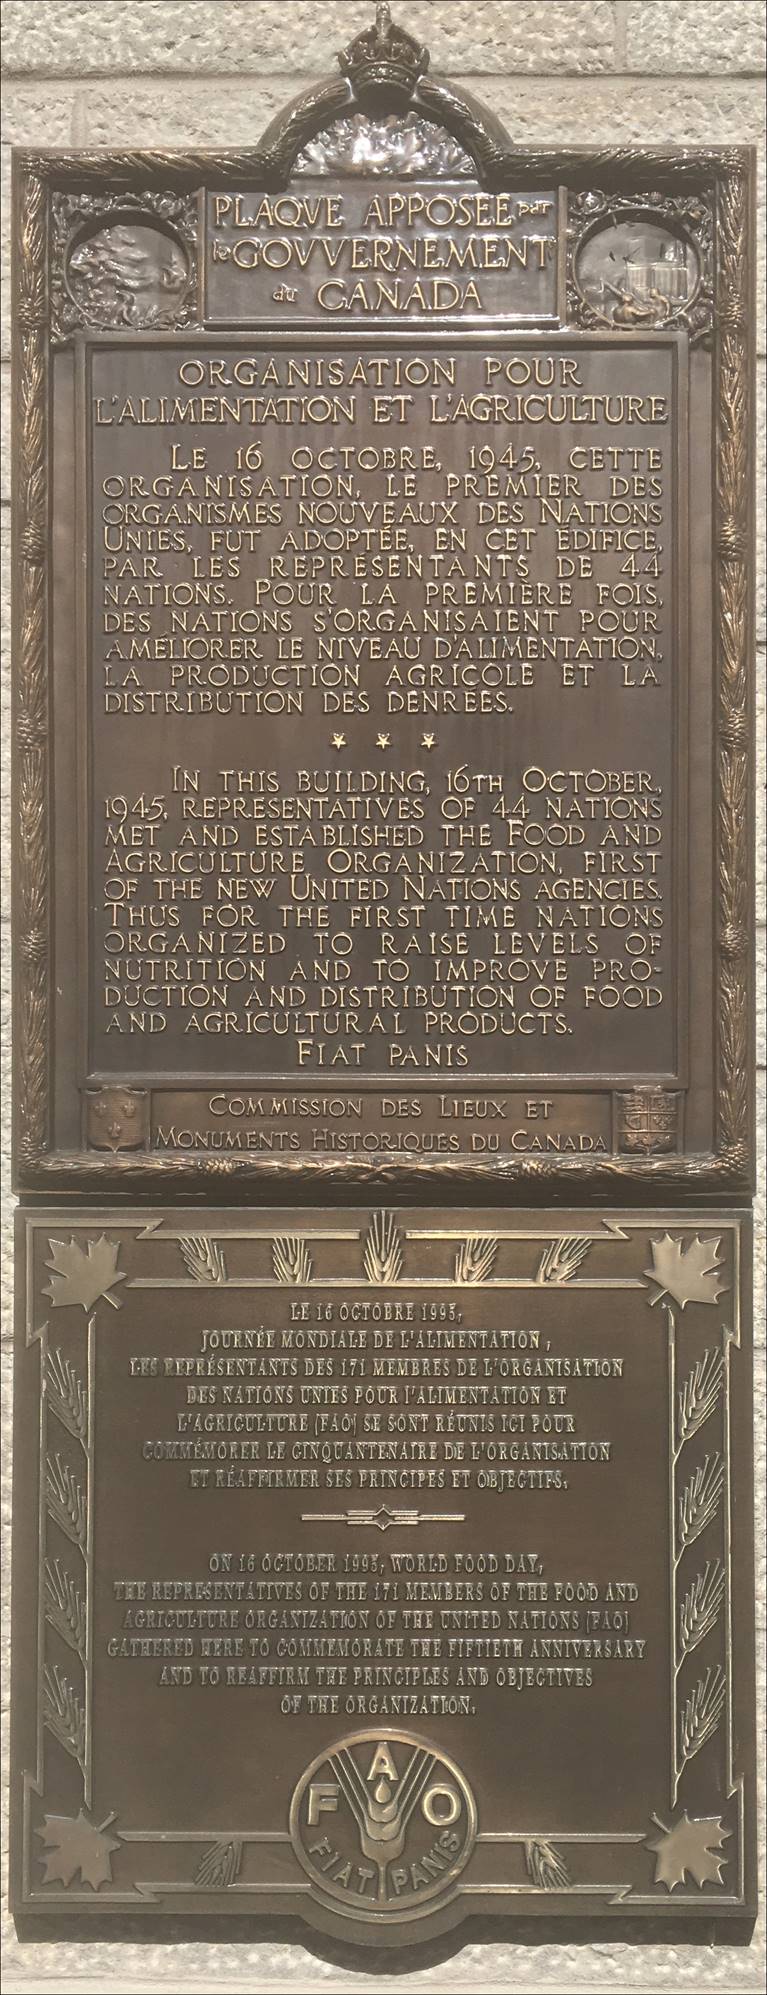 PLAQVE APPOSÉE par
le GOVVERNEMENT
du CANADA
ORGANISATION POUR
L'ALIMENTATION ET L'AGRICULTURE
LE 16 OCTOBRE, 1945, CETTE
ORGANISATION, LE PREMIER DES
ORGANISMES NOUVEAUX DES NATIONS
UNIES, FUT ADOPTÉE, EN CET ÉDIFICE,
PAR LES REPRÉSENTANTS DE 44
NATIONS. POUR LA PREMIÈRE FOIS,
DES NATIONS S'ORGANISAIENT POUR
AMÉLIORER LE NIVEAU D'ALIMENTATION,
LA PRODUCTION AGRICOLE ET LA
DISTRIBUTION DES DENRÉES.
IN THIS BUILDING, 16TH OCTOBER,
1945, REPRESENTATIVES OF 44 NATIONS
MET AND ESTABLISHED THE FOOD AND
AGRICULTURE ORGANIZATION, FIRST
OF THE NEW UNITED NATIONS AGENCIES.
THUS FOR THE FIRST TIME NATIONS
ORGANIZED TO RAISE LEVELS OF
NUTRITION AND TO IMPROVE PRO-
DUCTION AND DISTRIBUTION OF FOOD
AND AGRICULTURAL PRODUCTS.
FIAT PANIS
COMMISSION DES LIEUX ET
MONUMENTS HISTORIQUES DU CANADA
LE 16 OCTOBRE 1995,
JOURNÉE MONDIALE DE L'ALIMENTATION,
LES REPRÉSENTANTS DES 171 MEMBRES DE L'ORGANISATION
DES NATIONS UNIES POUR l'ALIMENTATION ET
L'AGRICULTURE (FAO) SE SONT RÉUNIS ICI POUR
COMMÉMORER LE CINQUANTENAIRE DE L'ORGANISATION
ET RÉAFFIRMER SES PRINCIPES ET OBJECTIFS.
ON 16 OCTOBER 1995, WORLD FOOD DAY,
THE REPRESENTATIVES OF THE 171 MEMBERS OF THE FOOD AND
AGRICULTURE ORGANIZATION OF THE UNITED NATIONS (FAO)
GATHERED HERE TO COMMEMORATE THE FIFTIETH ANNIVERSARY
AND TO REAFFIRM THE PRINCIPLES AND OBJECTIVES
OF THE ORGANIZATION.
FAO
FIAT PANIS